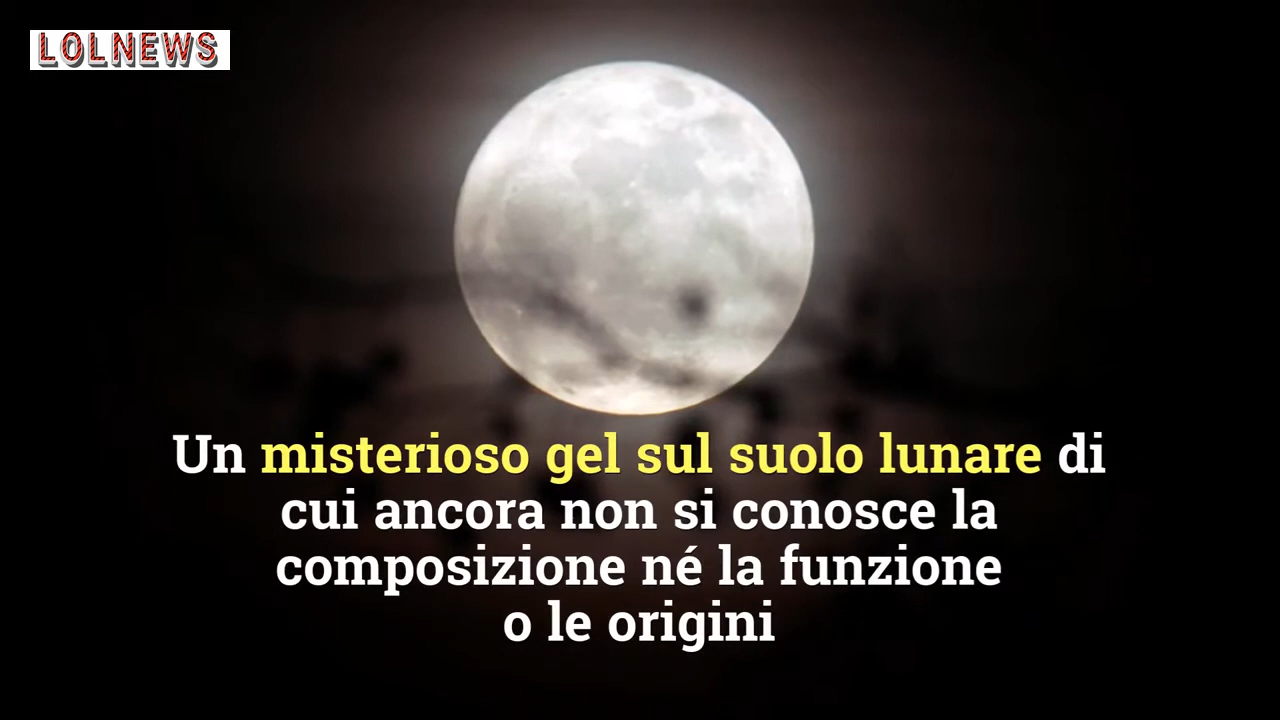 LOLNEWS
Un misterioso gel sul suolo lunare di
cui ancora non si conosce la
composizione né la funzione
o le origini